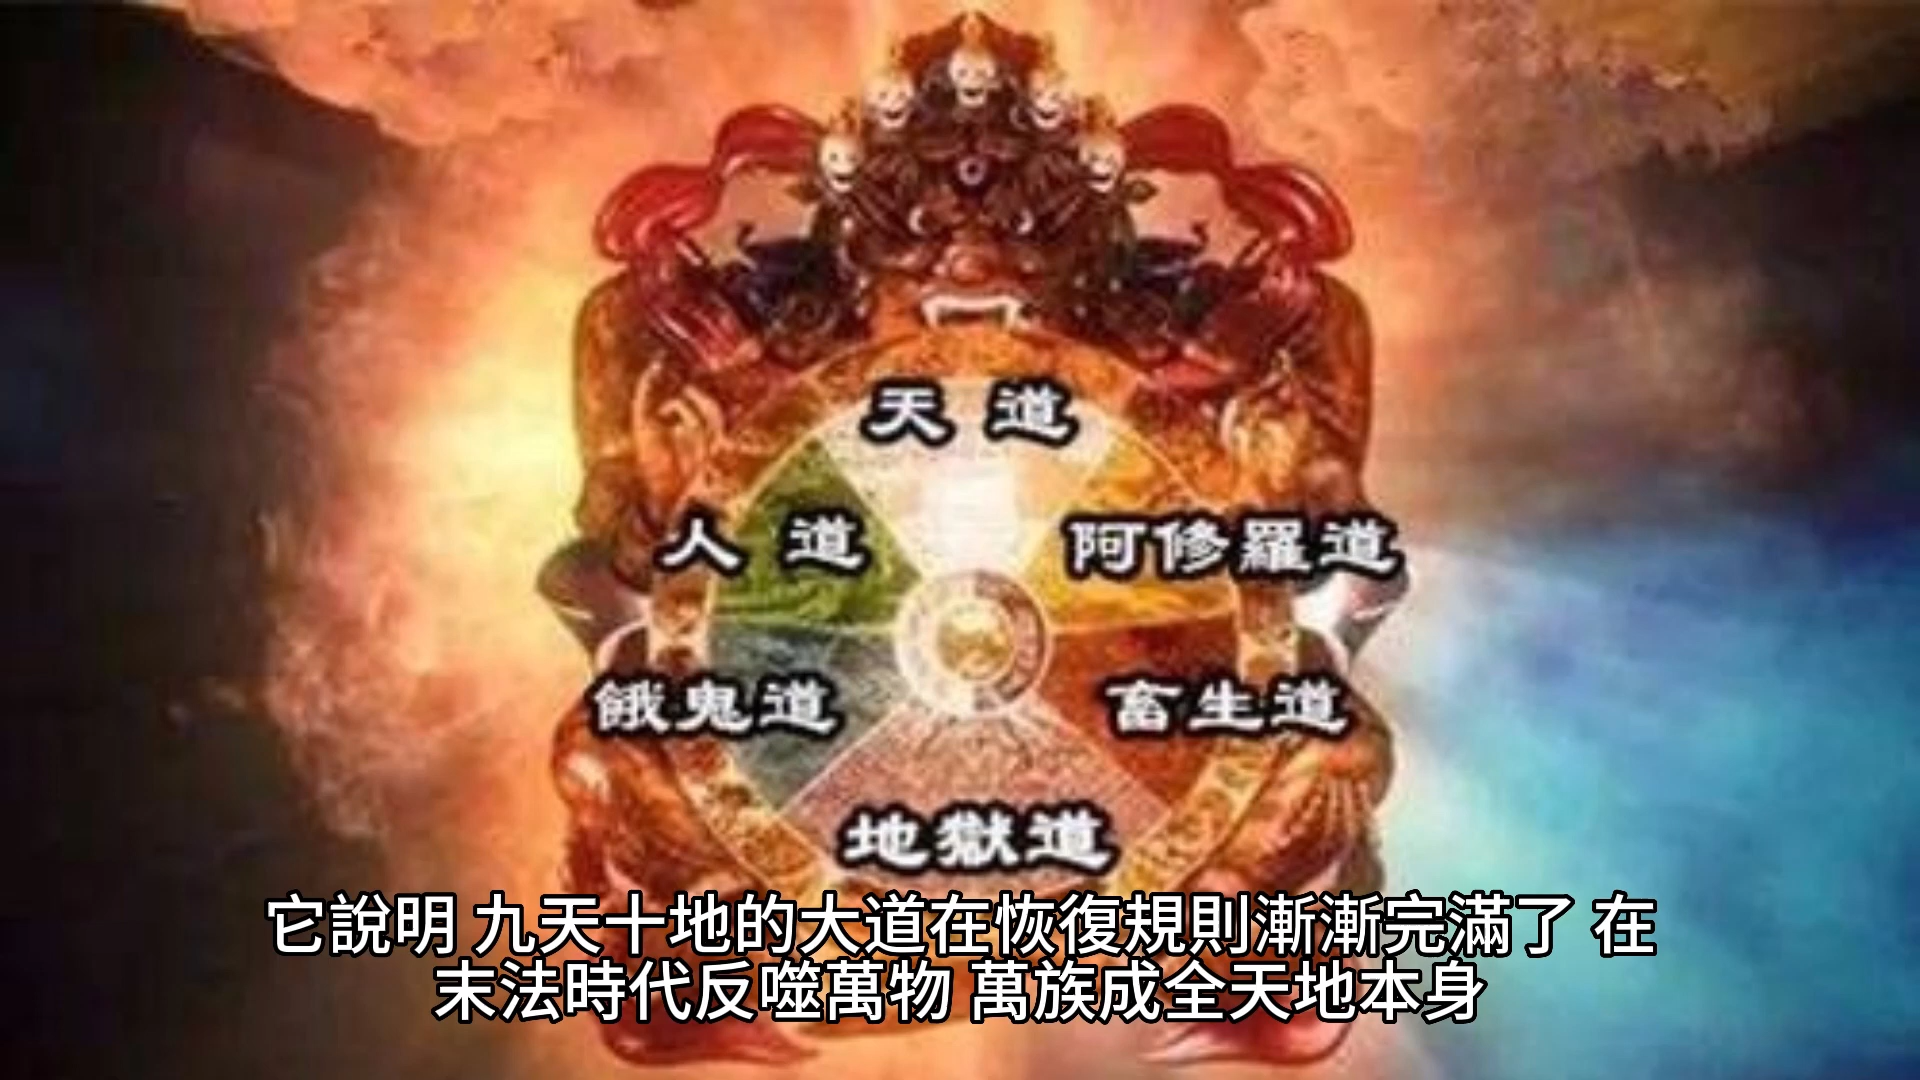 天 道
人 道
阿修羅道
餓鬼道
畜生道
地獄道
它說明 九天十地的大道在恢復規則漸漸完滿了 在
末法時代反噬萬物 萬族成全天地本身